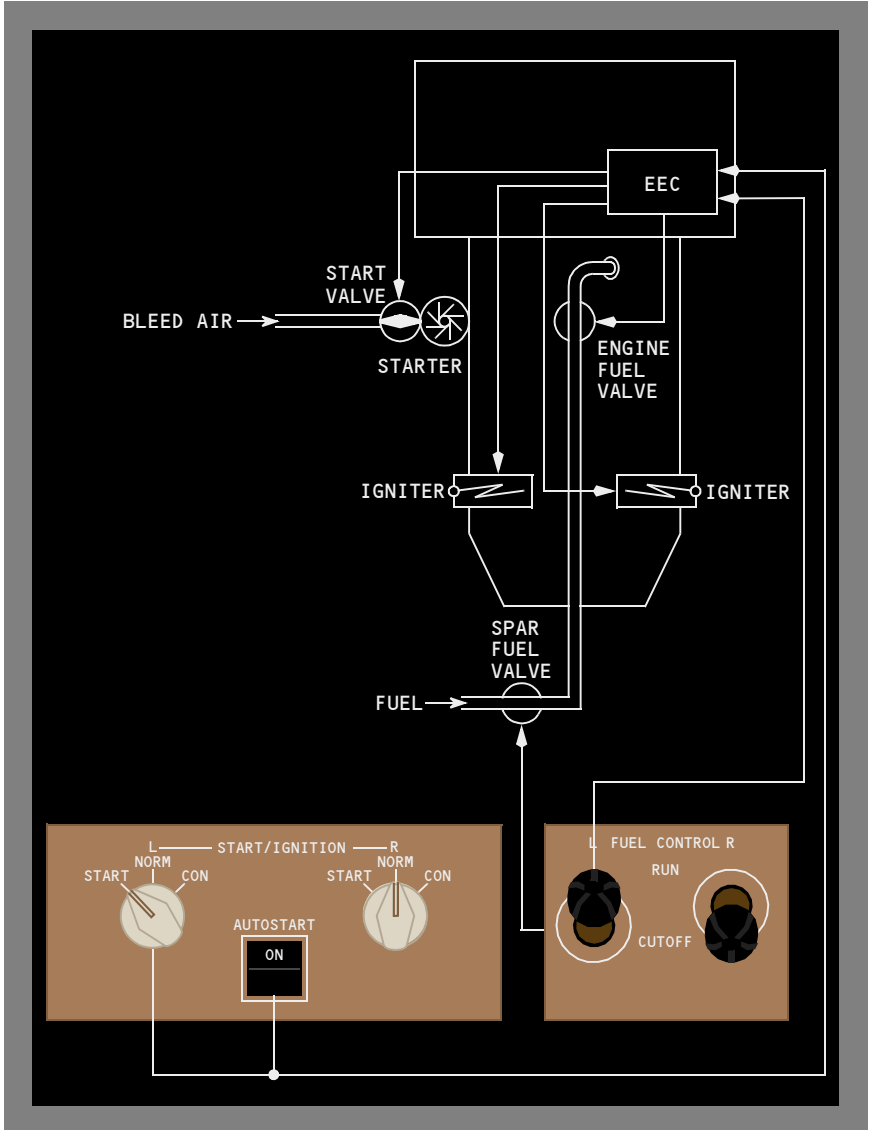 EEC
START
VALVE
BLEED AIR
STARTER
ENGINE
FUEL
VALVE
IGNITER
IGNITER
SPAR
FUEL
VALVE
FUEL
L START/IGNITION R
NORM NORM
START CON START CON
AUTOSTART
ON
L FUEL CONTROL R
RUN
CUTOFF